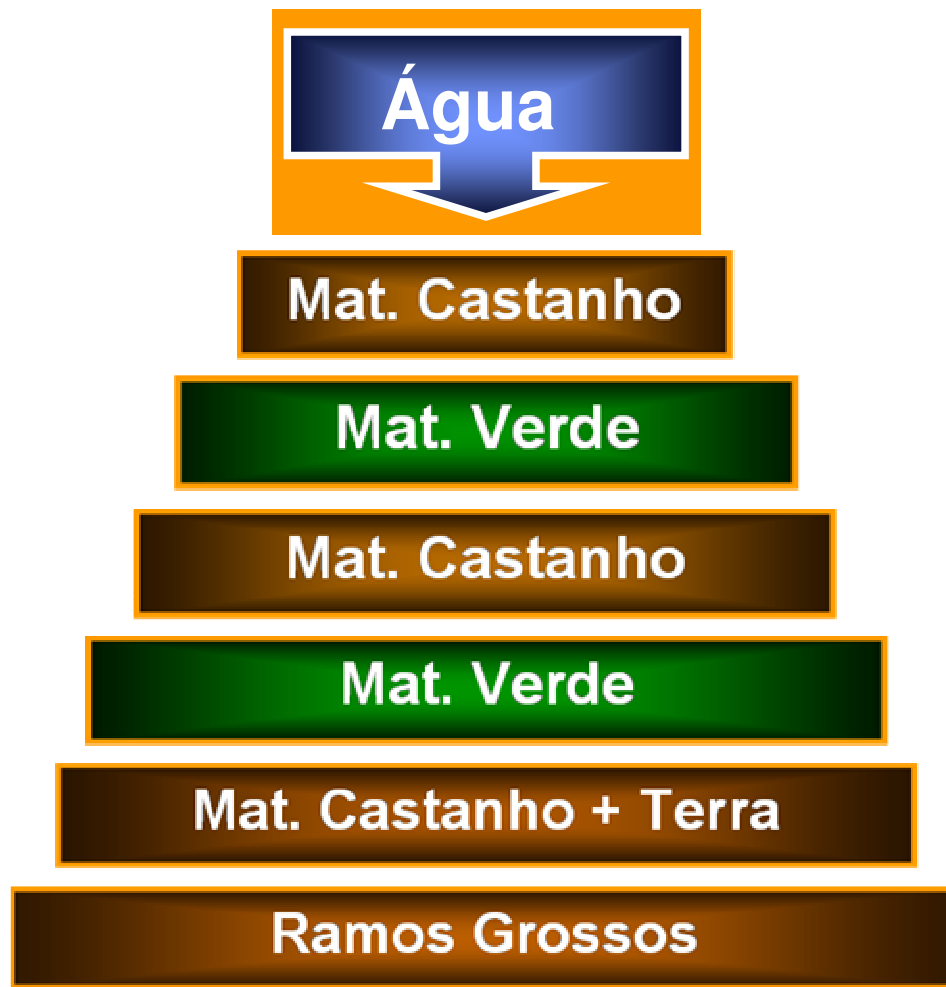 Água
Mat. Castanho
Mat. Verde
Mat. Castanho
Mat. Verde
Mat. Castanho + Terra
Ramos Grossos